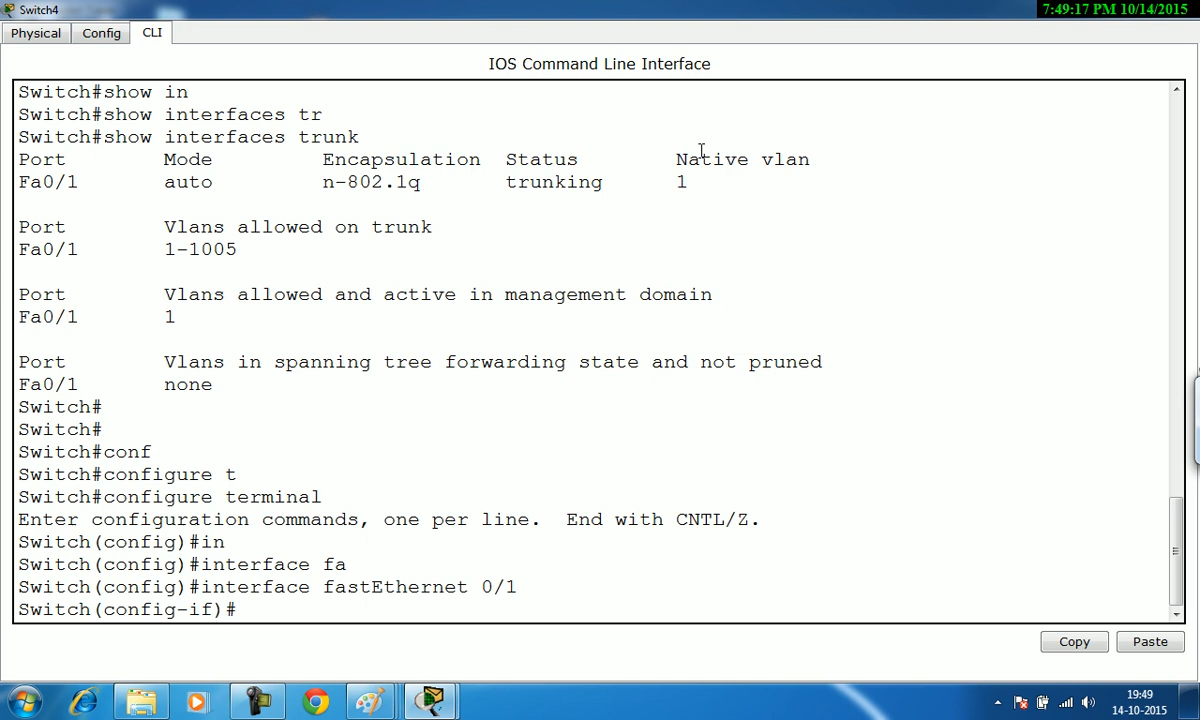 Switch4
7:49:17 PM 10/14/2015
Physical Config CLI
IOS Command Line Interface
Switch#show in
Switch#show interfaces tr
Switch#show interfaces trunk
Port Mode Encapsulation Status Native vlan
Fa0/1 auto n-802.1q trunking 1
Port Vlans allowed on trunk
Fa0/1 1-1005
Port Vlans allowed and active in management domain
Fa0/1 1
Port Vlans in spanning tree forwarding state and not pruned
Fa0/1 none
Switch#
Switch#
Switch#conf
Switch#configure t
Switch#configure terminal
Enter configuration commands, one per line. End with CNTL/Z.
Switch(config)#in
Switch(config)#interface fa
Switch(config)#interface fastEthernet 0/1
Switch(config-if)#
Copy Paste
19:49
14-10-2015